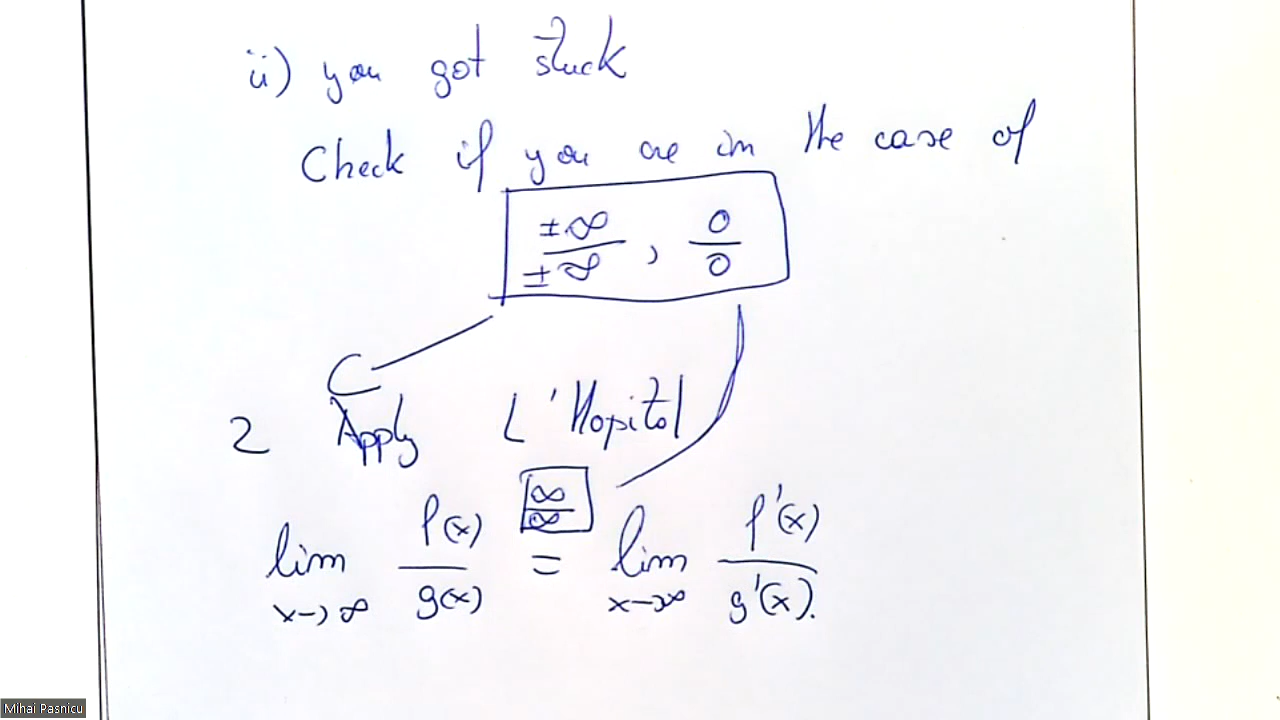 ii) you got stuck
Check if you are in the case of
±∞/±∞ , 0/0
2 Apply L'Hopital
lim x→∞ f(x)/g(x) =^{∞/∞} lim x→∞ f'(x)/g'(x).
Mihai Pasnicu